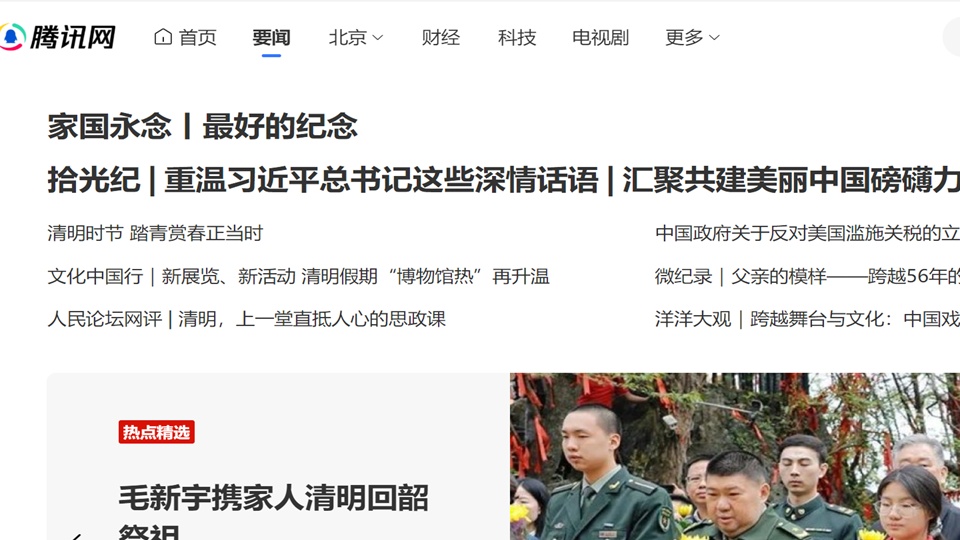 腾讯网 首页 要闻 北京 财经 科技 电视剧 更多
家国永念丨最好的纪念
拾光纪 | 重温习近平总书记这些深情话语 | 汇聚共建美丽中国磅礴力
清明时节 踏青赏春正当时
中国政府关于反对美国滥施关税的立
文化中国行｜新展览、新活动 清明假期“博物馆热”再升温
微纪录｜父亲的模样——跨越56年的
人民论坛网评 | 清明，上一堂直抵人心的思政课
洋洋大观｜跨越舞台与文化：中国戏
热点精选
毛新宇携家人清明回韶
祭祖